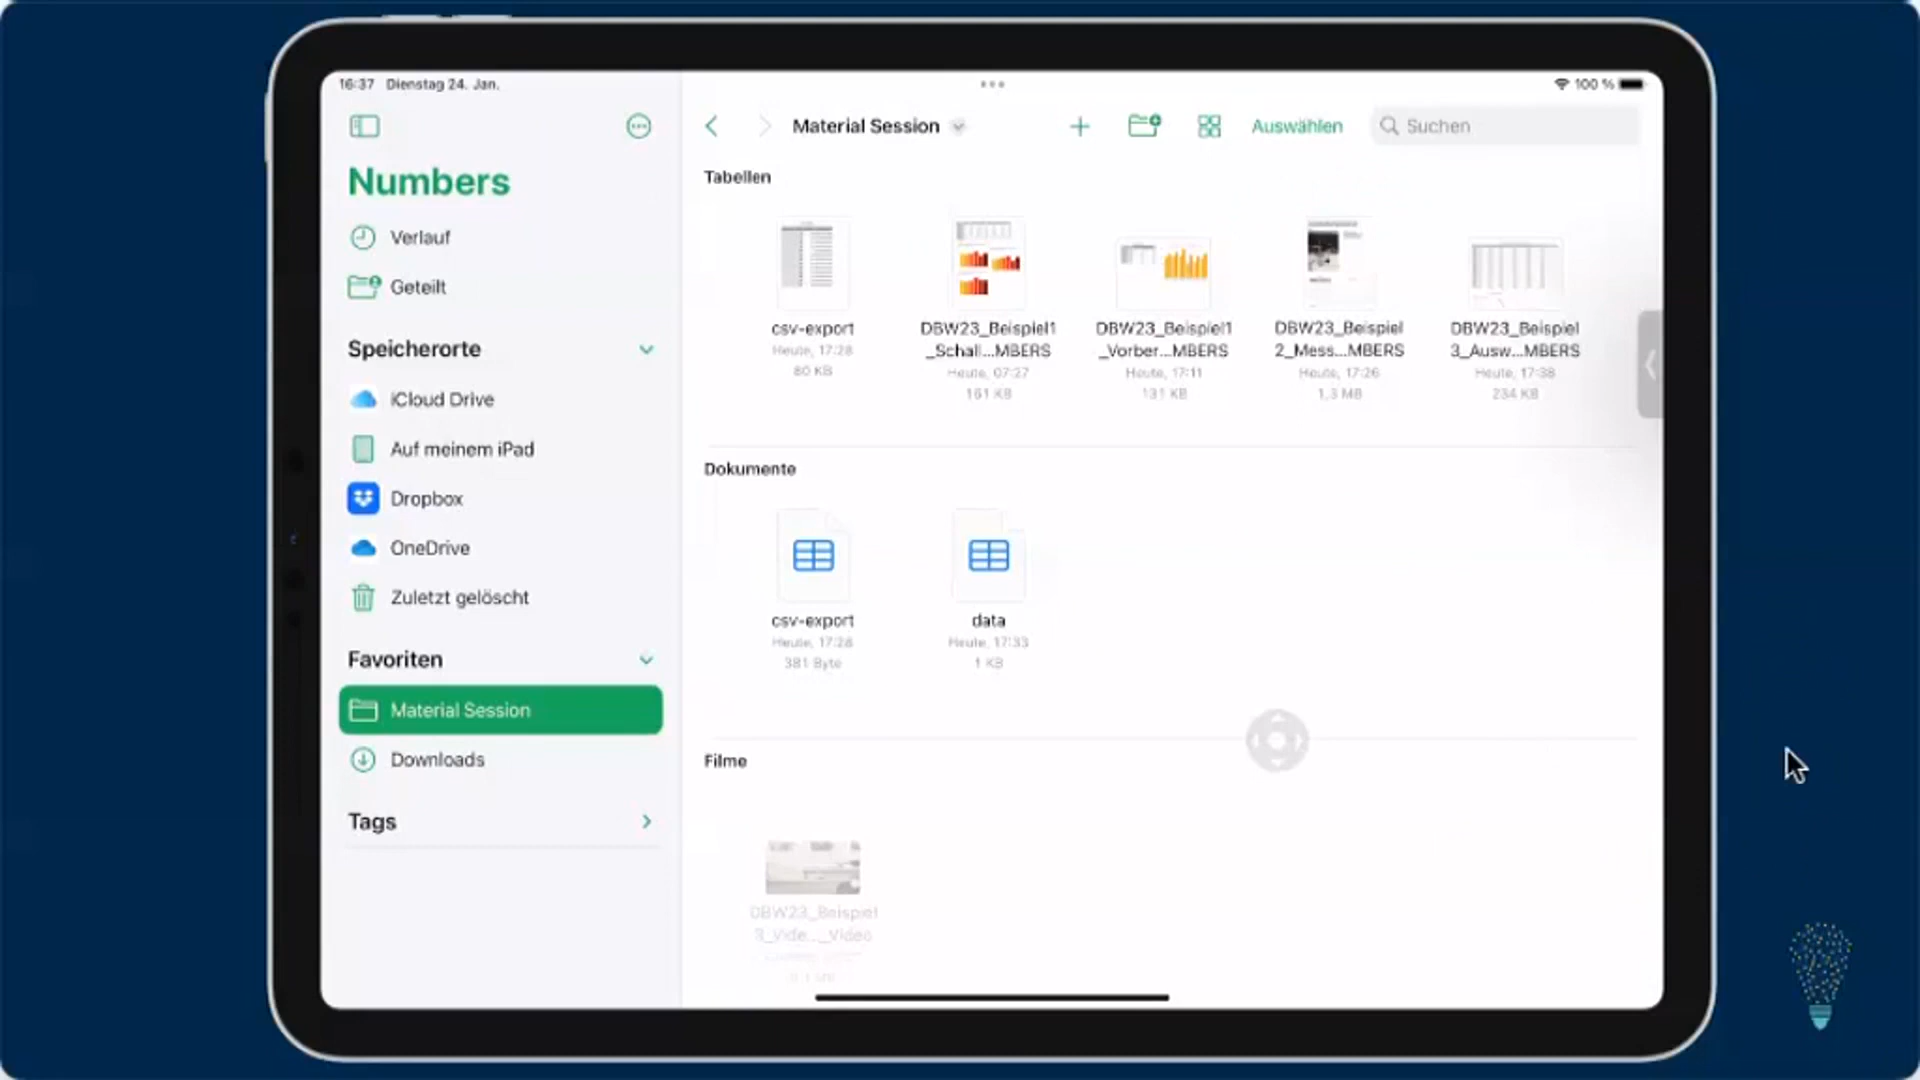 16:37 Dienstag 24. Jan.
100 %
Numbers
Verlauf
Geteilt
Speicherorte
iCloud Drive
Auf meinem iPad
Dropbox
OneDrive
Zuletzt gelöscht
Favoriten
Material Session
Downloads
Tags
Material Session
Auswählen
Suchen
Tabellen
csv-export
Heute, 17:28
80 KB
DBW23_Beispiel1
_Schall...MBERS
Heute, 07:27
161 KB
DBW23_Beispiel1
_Vorber...MBERS
Heute, 17:11
131 KB
DBW23_Beispiel
2_Mess...MBERS
Heute, 17:26
1,3 MB
DBW23_Beispiel
3_Ausw...MBERS
Heute, 17:38
234 KB
Dokumente
csv-export
Heute, 17:28
381 Byte
data
Heute, 17:33
1 KB
Filme
DBW23_Beispiel
3_Vide..._Video